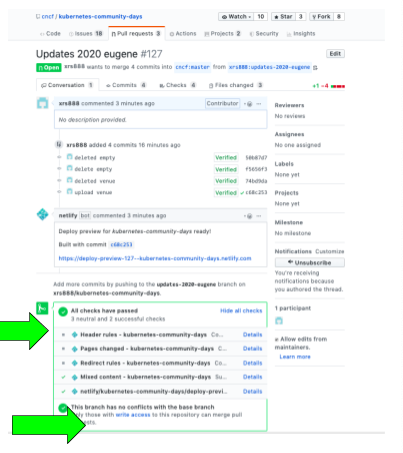 cncf / kubernetes-community-days
Watch 10
Star 3
Fork 8
Code
Issues 18
Pull requests 3
Actions
Projects 2
Security
Insights
Updates 2020 eugene #127
Edit
Open
xrs888 wants to merge 4 commits into cncf:master from xrs888:updates-2020-eugene
Conversation 1
Commits 4
Checks 4
Files changed 3
+1 −4
xrs888 commented 3 minutes ago
Contributor
No description provided.
xrs888 added 4 commits 16 minutes ago
deleted empty Verified
delete empty Verified
deleted venue Verified
upload venue Verified c68c253
netlify bot commented 3 minutes ago
Deploy preview for kubernetes-community-days ready!
Built with commit c68c253
https://deploy-preview-127--kubernetes-community-days.netlify.com
Add more commits by pushing to the updates-2020-eugene branch on
xrs888/kubernetes-community-days.
All checks have passed
Hide all checks
3 neutral and 2 successful checks
Header rules - kubernetes-community-days Co... Details
Pages changed - kubernetes-community-days C... Details
Redirect rules - kubernetes-community-days Co... Details
Mixed content - kubernetes-community-days Su... Details
netlify/kubernetes-community-days/deploy-previ... Details
This branch has no conflicts with the base branch
those with write access to this repository can merge pull
Reviewers
No reviews
Assignees
No one assigned
Labels
None yet
Projects
None yet
Milestone
No milestone
Notifications Customize
Unsubscribe
You're receiving
notifications because
you authored the thread.
1 participant
Allow edits from
maintainers.
Learn more